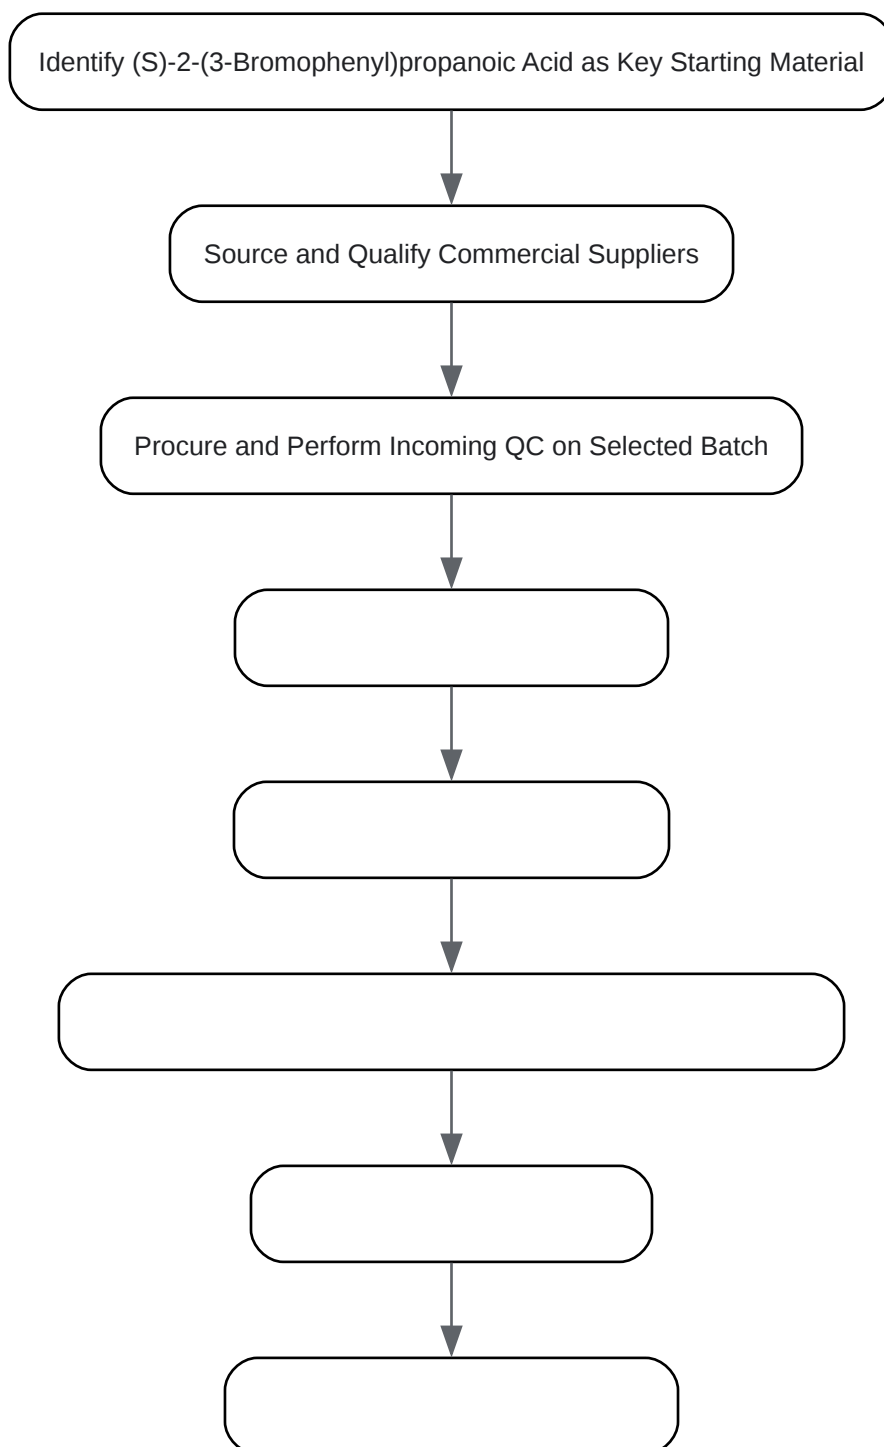 Identify (S)-2-(3-Bromophenyl)propanoic Acid as Key Starting Material
Source and Qualify Commercial Suppliers
Procure and Perform Incoming QC on Selected Batch